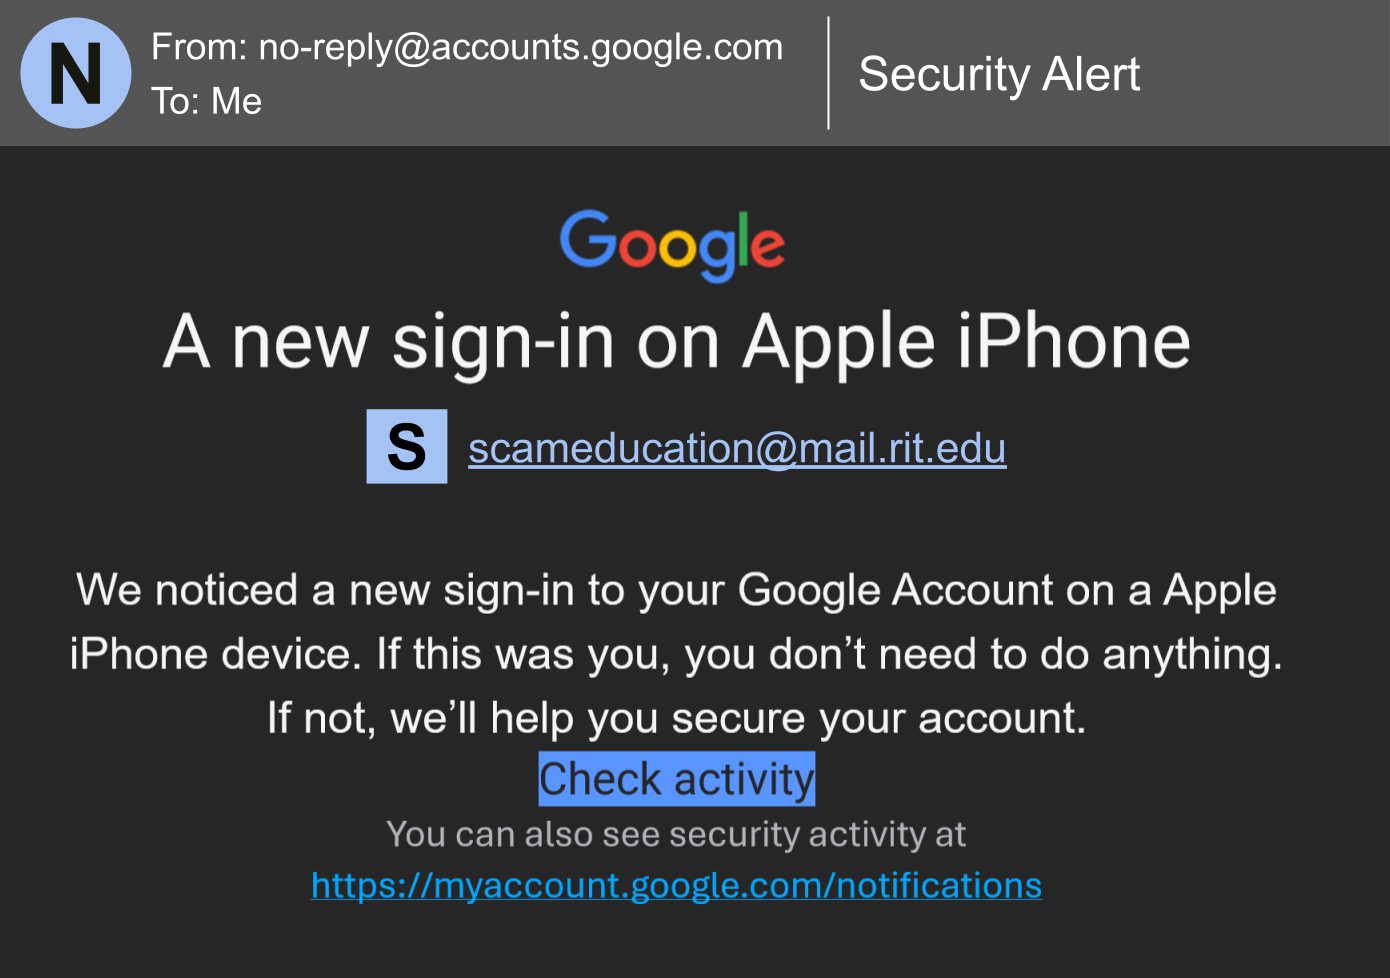 N
From: no-reply@accounts.google.com
To: Me
Security Alert
Google
A new sign-in on Apple iPhone
S
scameducation@mail.rit.edu
We noticed a new sign-in to your Google Account on a Apple
iPhone device. If this was you, you don’t need to do anything.
If not, we’ll help you secure your account.
Check activity
You can also see security activity at
https://myaccount.google.com/notifications